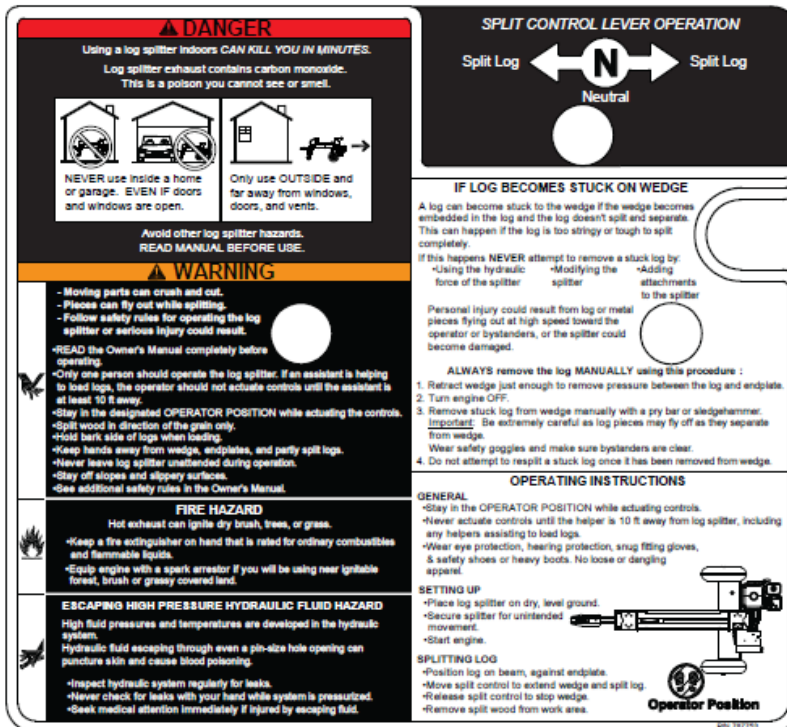 DANGER
Using a log splitter indoors CAN KILL YOU IN MINUTES.
Log splitter exhaust contains carbon monoxide.
This is a poison you cannot see or smell.
NEVER use inside a home
or garage. EVEN IF doors
and windows are open.
Only use OUTSIDE and
far away from windows,
doors, and vents.
Avoid other log splitter hazards.
READ MANUAL BEFORE USE.
WARNING
- Moving parts can crush and cut.
- Pieces can fly out while splitting.
- Follow safety rules for operating the log
splitter or serious injury could result.
•READ the Owner's Manual completely before
operating.
•Only one person should operate the log splitter. If an assistant is helping
to load logs, the operator should not actuate controls until the assistant is
at least 10 ft away.
•Stay in the designated OPERATOR POSITION while actuating the controls.
•Split wood in direction of the grain only.
•Hold bark side of logs when loading.
•Keep hands away from wedge, endplates, and partly split logs.
•Never leave log splitter unattended during operation.
•Stay off slopes and slippery surfaces.
•See additional safety rules in the Owner's Manual.
FIRE HAZARD
Hot exhaust can ignite dry brush, trees, or grass.
•Keep a fire extinguisher on hand that is rated for ordinary combustibles
and flammable liquids.
•Equip engine with a spark arrestor if you will be using near ignitable
forest, brush or grassy covered land.
ESCAPING HIGH PRESSURE HYDRAULIC FLUID HAZARD
High fluid pressures and temperatures are developed in the hydraulic
system.
Hydraulic fluid escaping through even a pin-size hole opening can
puncture skin and cause blood poisoning.
•Inspect hydraulic system regularly for leaks.
•Never check for leaks with your hand while system is pressurized.
•Seek medical attention immediately if injured by escaping fluid.
SPLIT CONTROL LEVER OPERATION
Split Log N Split Log
Neutral
IF LOG BECOMES STUCK ON WEDGE
A log can become stuck to the wedge if the wedge becomes
embedded in the log and the log doesn't split and separate.
This can happen if the log is too stringy or tough to split
completely.
If this happens NEVER attempt to remove a stuck log by:
•Using the hydraulic
force of the splitter
•Modifying the
splitter
•Adding
attachments
to the splitter
Personal injury could result from log or metal
pieces flying out at high speed toward the
operator or bystanders, or the splitter could
become damaged.
ALWAYS remove the log MANUALLY using this procedure :
1. Retract wedge just enough to remove pressure between the log and endplate.
2. Turn engine OFF.
3. Remove stuck log from wedge manually with a pry bar or sledgehammer.
Important: Be extremely careful as log pieces may fly off as they separate
from wedge.
Wear safety goggles and make sure bystanders are clear.
4. Do not attempt to resplit a stuck log once it has been removed from wedge.
OPERATING INSTRUCTIONS
GENERAL
•Stay in the OPERATOR POSITION while actuating controls.
•Never actuate controls until the helper is 10 ft away from log splitter, including
any helpers assisting to load logs.
•Wear eye protection, hearing protection, snug fitting gloves,
& safety shoes or heavy boots. No loose or dangling
apparel.
SETTING UP
•Place log splitter on dry, level ground.
•Secure splitter for unintended
movement.
•Start engine.
SPLITTING LOG
•Position log on beam, against endplate.
•Move split control to extend wedge and split log.
•Release split control to stop wedge.
•Remove split wood from work area.
Operator Position